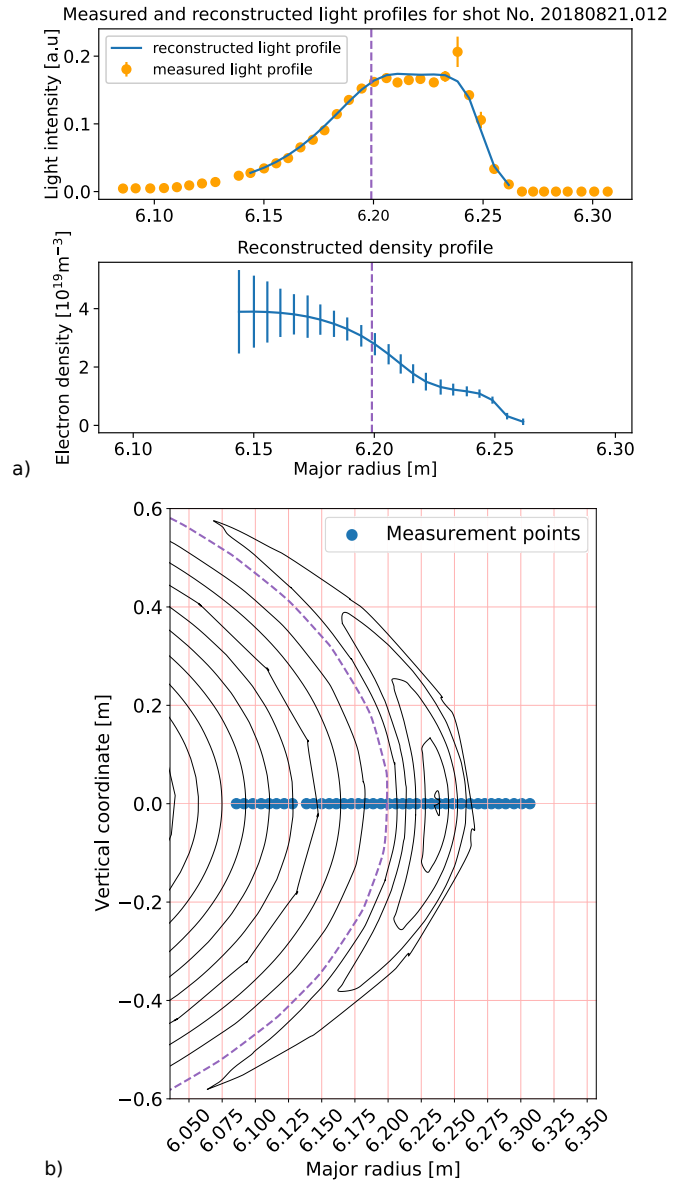 Measured and reconstructed light profiles for shot No. 20180821.012
Light intensity [a.u]
0.2
0.1
0.0
reconstructed light profile
measured light profile
6.10 6.15 6.20 6.25 6.30
Reconstructed density profile
Electron density [10¹⁹m⁻³]
4
2
0
6.10 6.15 6.20 6.25 6.30
Major radius [m]
a)
Measurement points
Vertical coordinate [m]
0.6
0.4
0.2
0.0
−0.2
−0.4
−0.6
6.050 6.075 6.100 6.125 6.150 6.175 6.200 6.225 6.250 6.275 6.300 6.325 6.350
Major radius [m]
b)